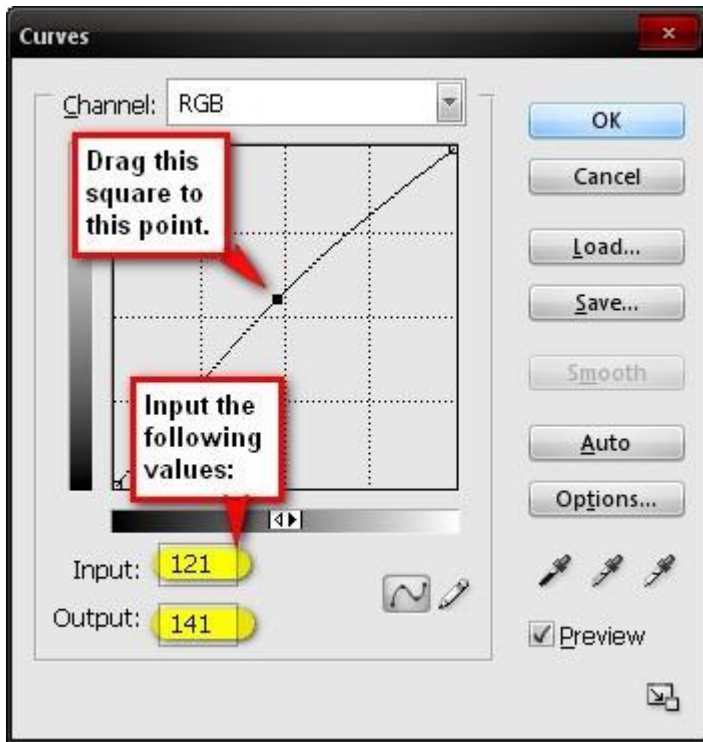 Curves
Channel: RGB
OK
Drag this
square to
this point.
Cancel
Load...
Save...
Smooth
Input the
following
values:
Auto
Options...
Input: 121
Output: 141
Preview